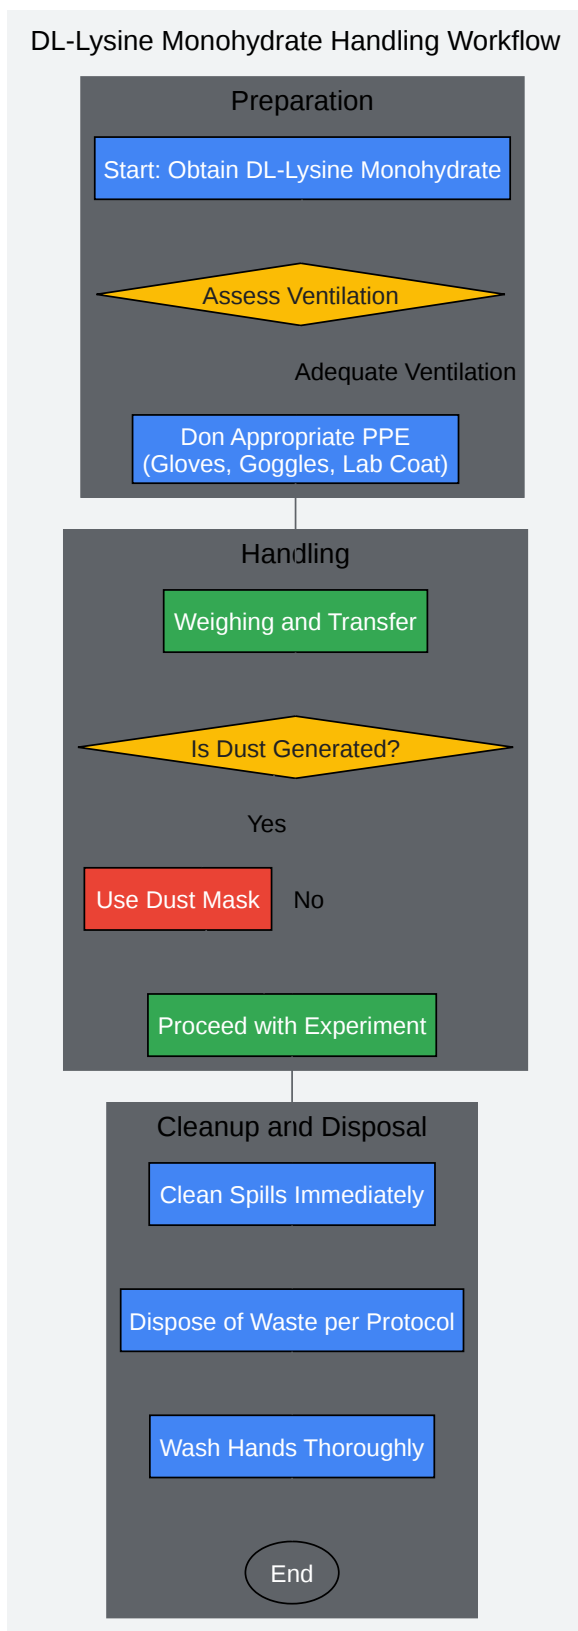 DL-Lysine Monohydrate Handling Workflow
Preparation
Start: Obtain DL-Lysine Monohydrate
Assess Ventilation
Adequate Ventilation
Don Appropriate PPE
(Gloves, Goggles, Lab Coat)
Handling
Weighing and Transfer
Is Dust Generated?
Yes
Use Dust Mask
No
Proceed with Experiment
Cleanup and Disposal
Clean Spills Immediately
Dispose of Waste per Protocol
Wash Hands Thoroughly
End